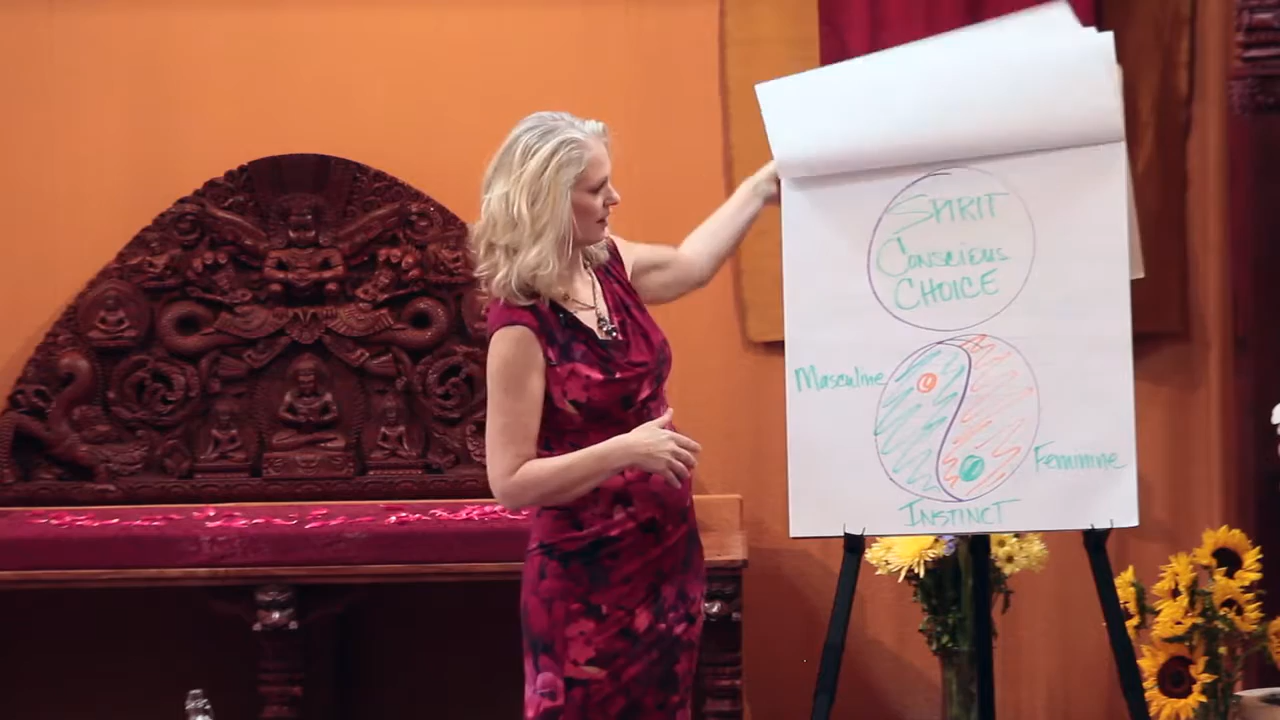 SPIRIT
Conscious
CHOICE
Masculine
Feminine
INSTINCT